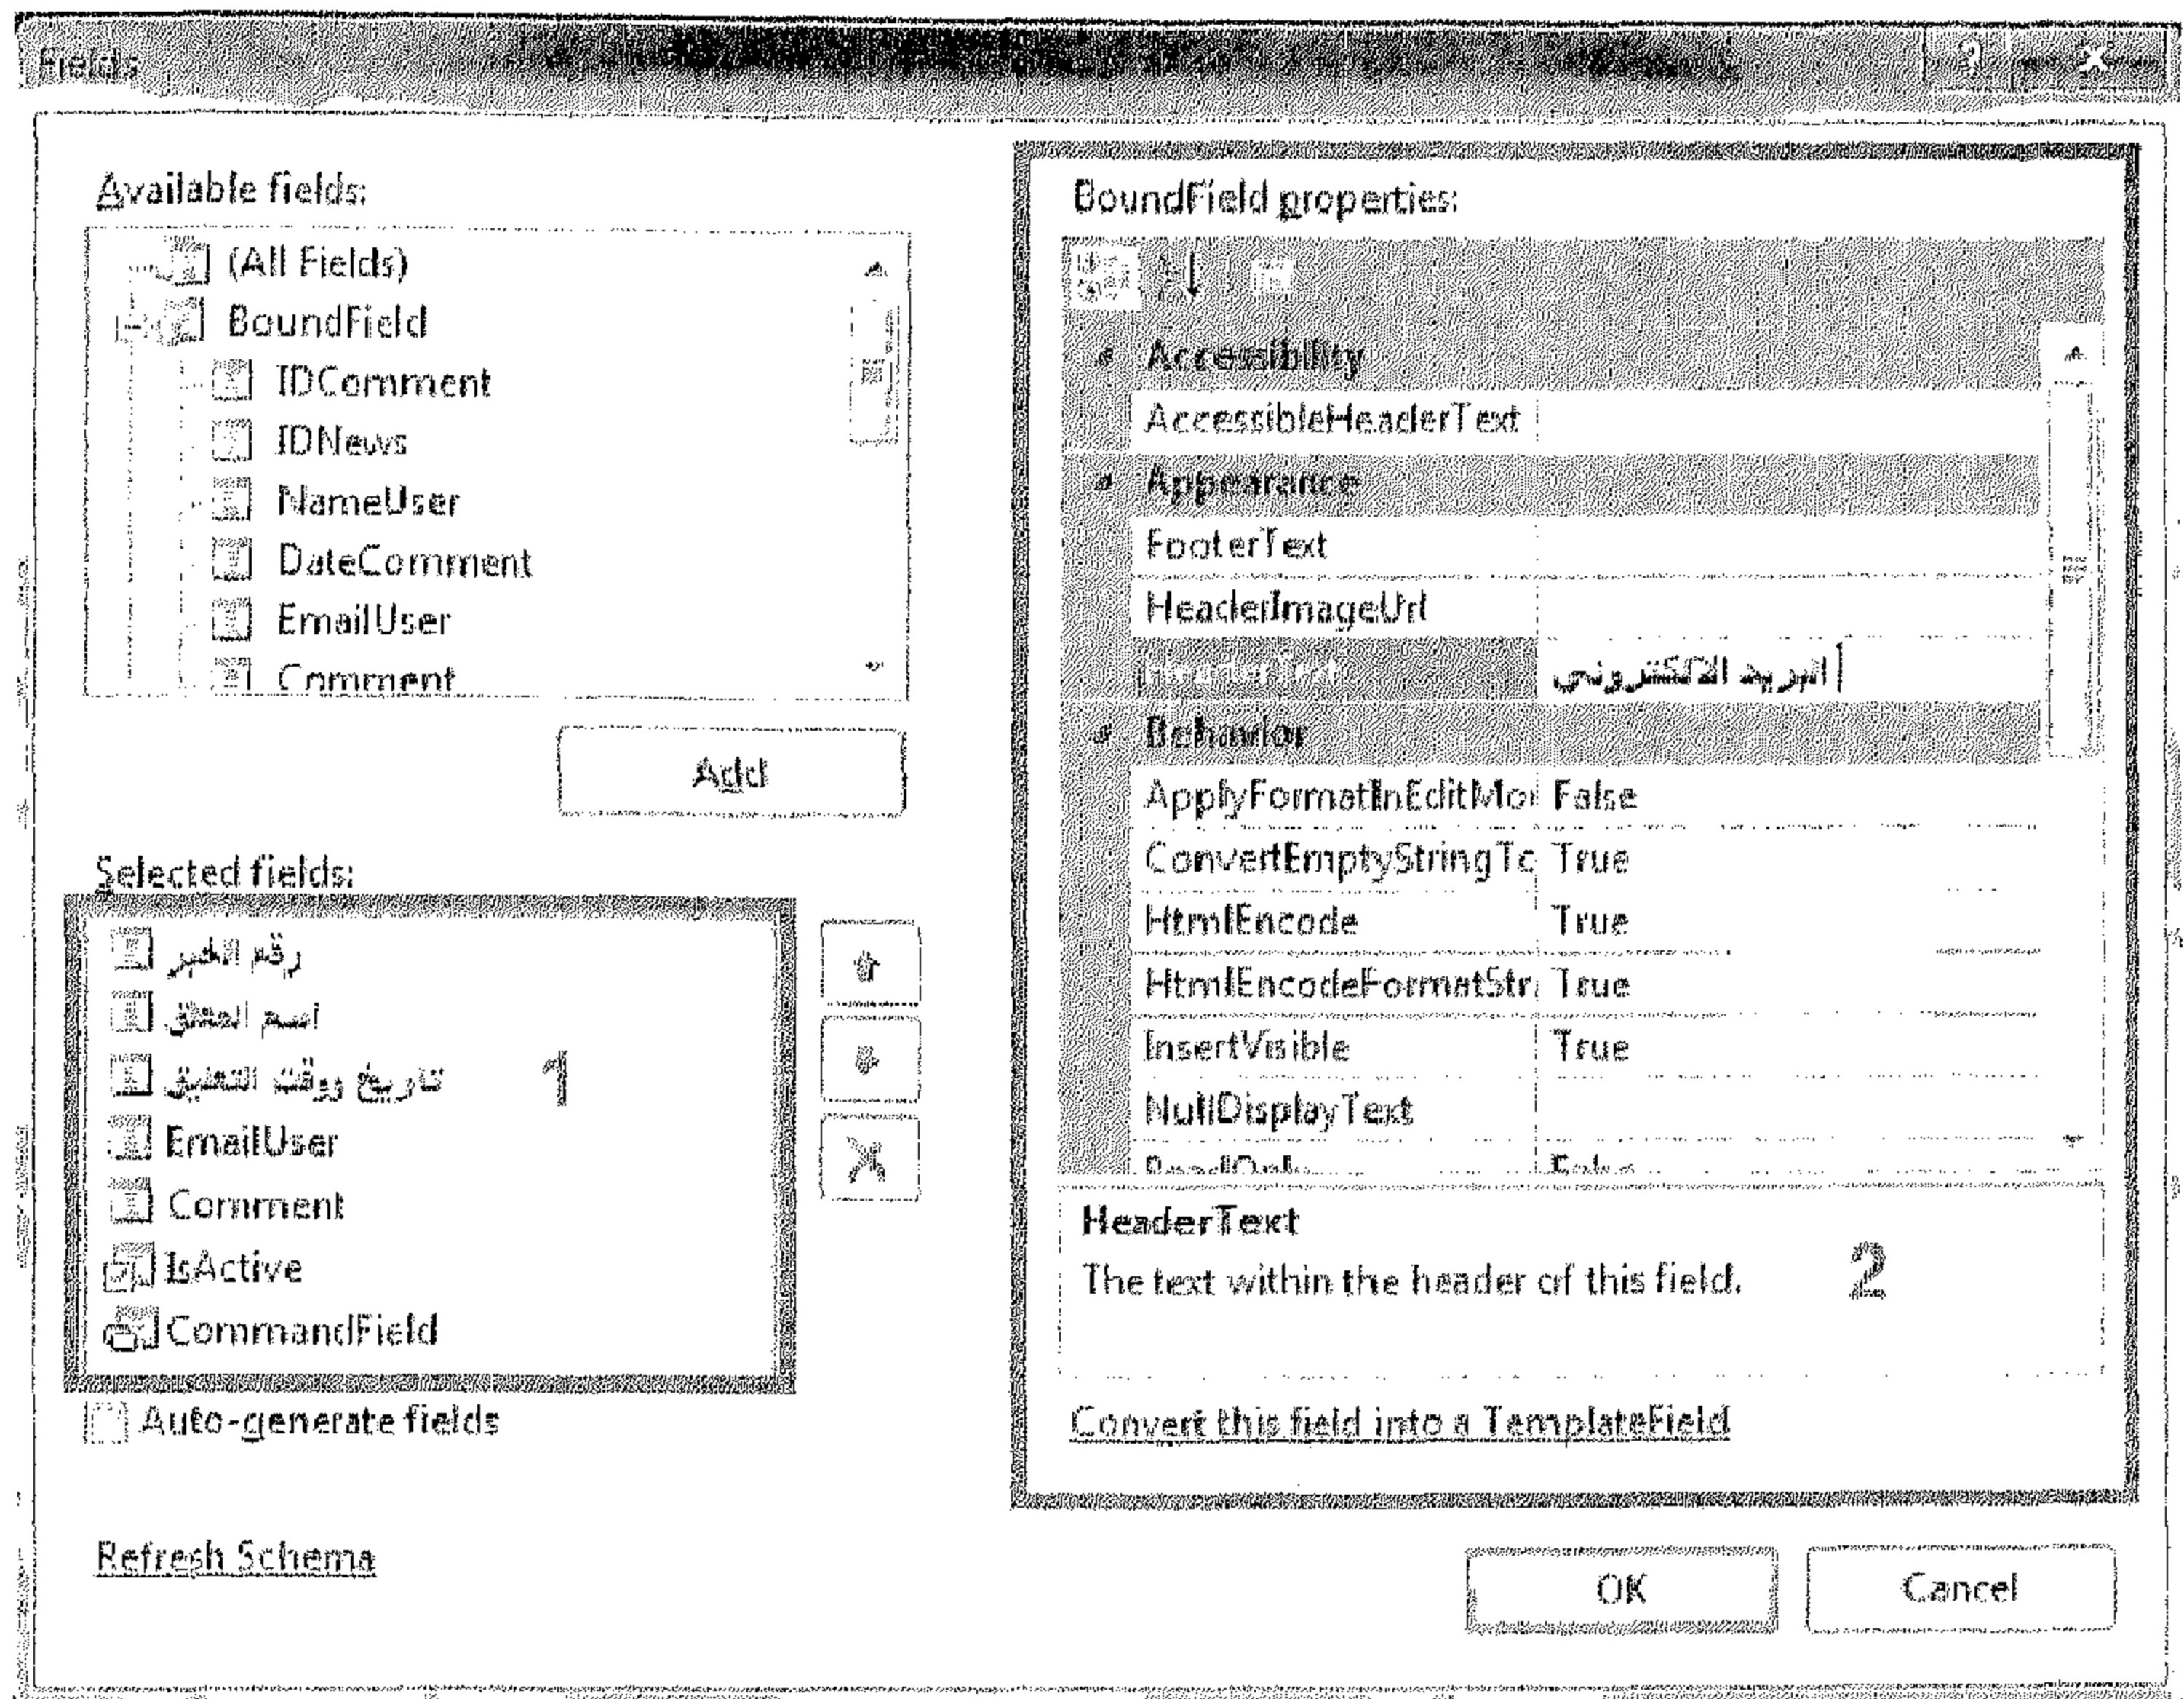 Fields
Available fields:
(All Fields)
BoundField
IDComment
IDNews
NameUser
DateComment
EmailUser
Comment
Add
Selected fields:
رقم الخبر
اسم المعلق
تاريخ ووقت التعليق
1
EmailUser
Comment
IsActive
CommandField
Auto-generate fields
Refresh Schema
BoundField properties:
Accessibility
AccessibleHeaderText
Appearance
FooterText
HeaderImageUrl
HeaderText البريد الالكتروني
Behavior
ApplyFormatInEditMo False
ConvertEmptyStringTo True
HtmlEncode True
HtmlEncodeFormatStr True
InsertVisible True
NullDisplayText
ReadOnly False
HeaderText
The text within the header of this field.
2
Convert this field into a TemplateField
OK
Cancel